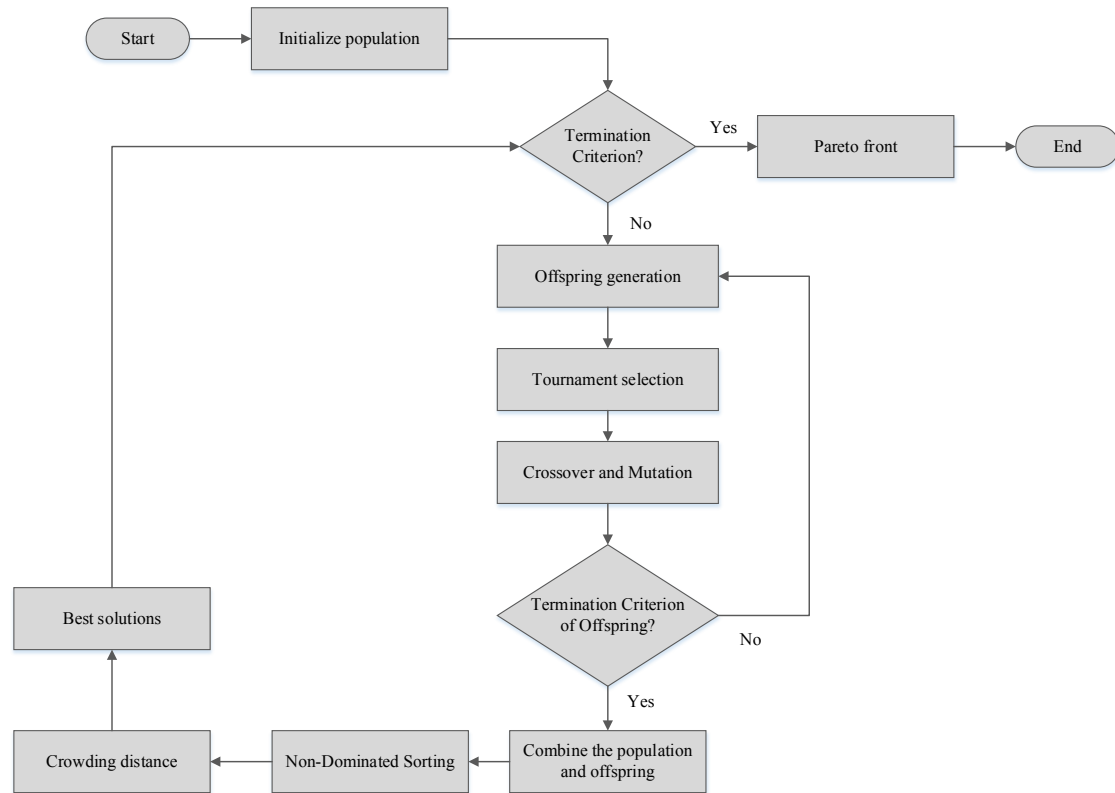 Start
Initialize population
Termination
Criterion?
Yes
Pareto front
End
No
Offspring generation
Tournament selection
Crossover and Mutation
Termination Criterion
of Offspring?
No
Yes
Best solutions
Crowding distance
Non-Dominated Sorting
Combine the population
and offspring